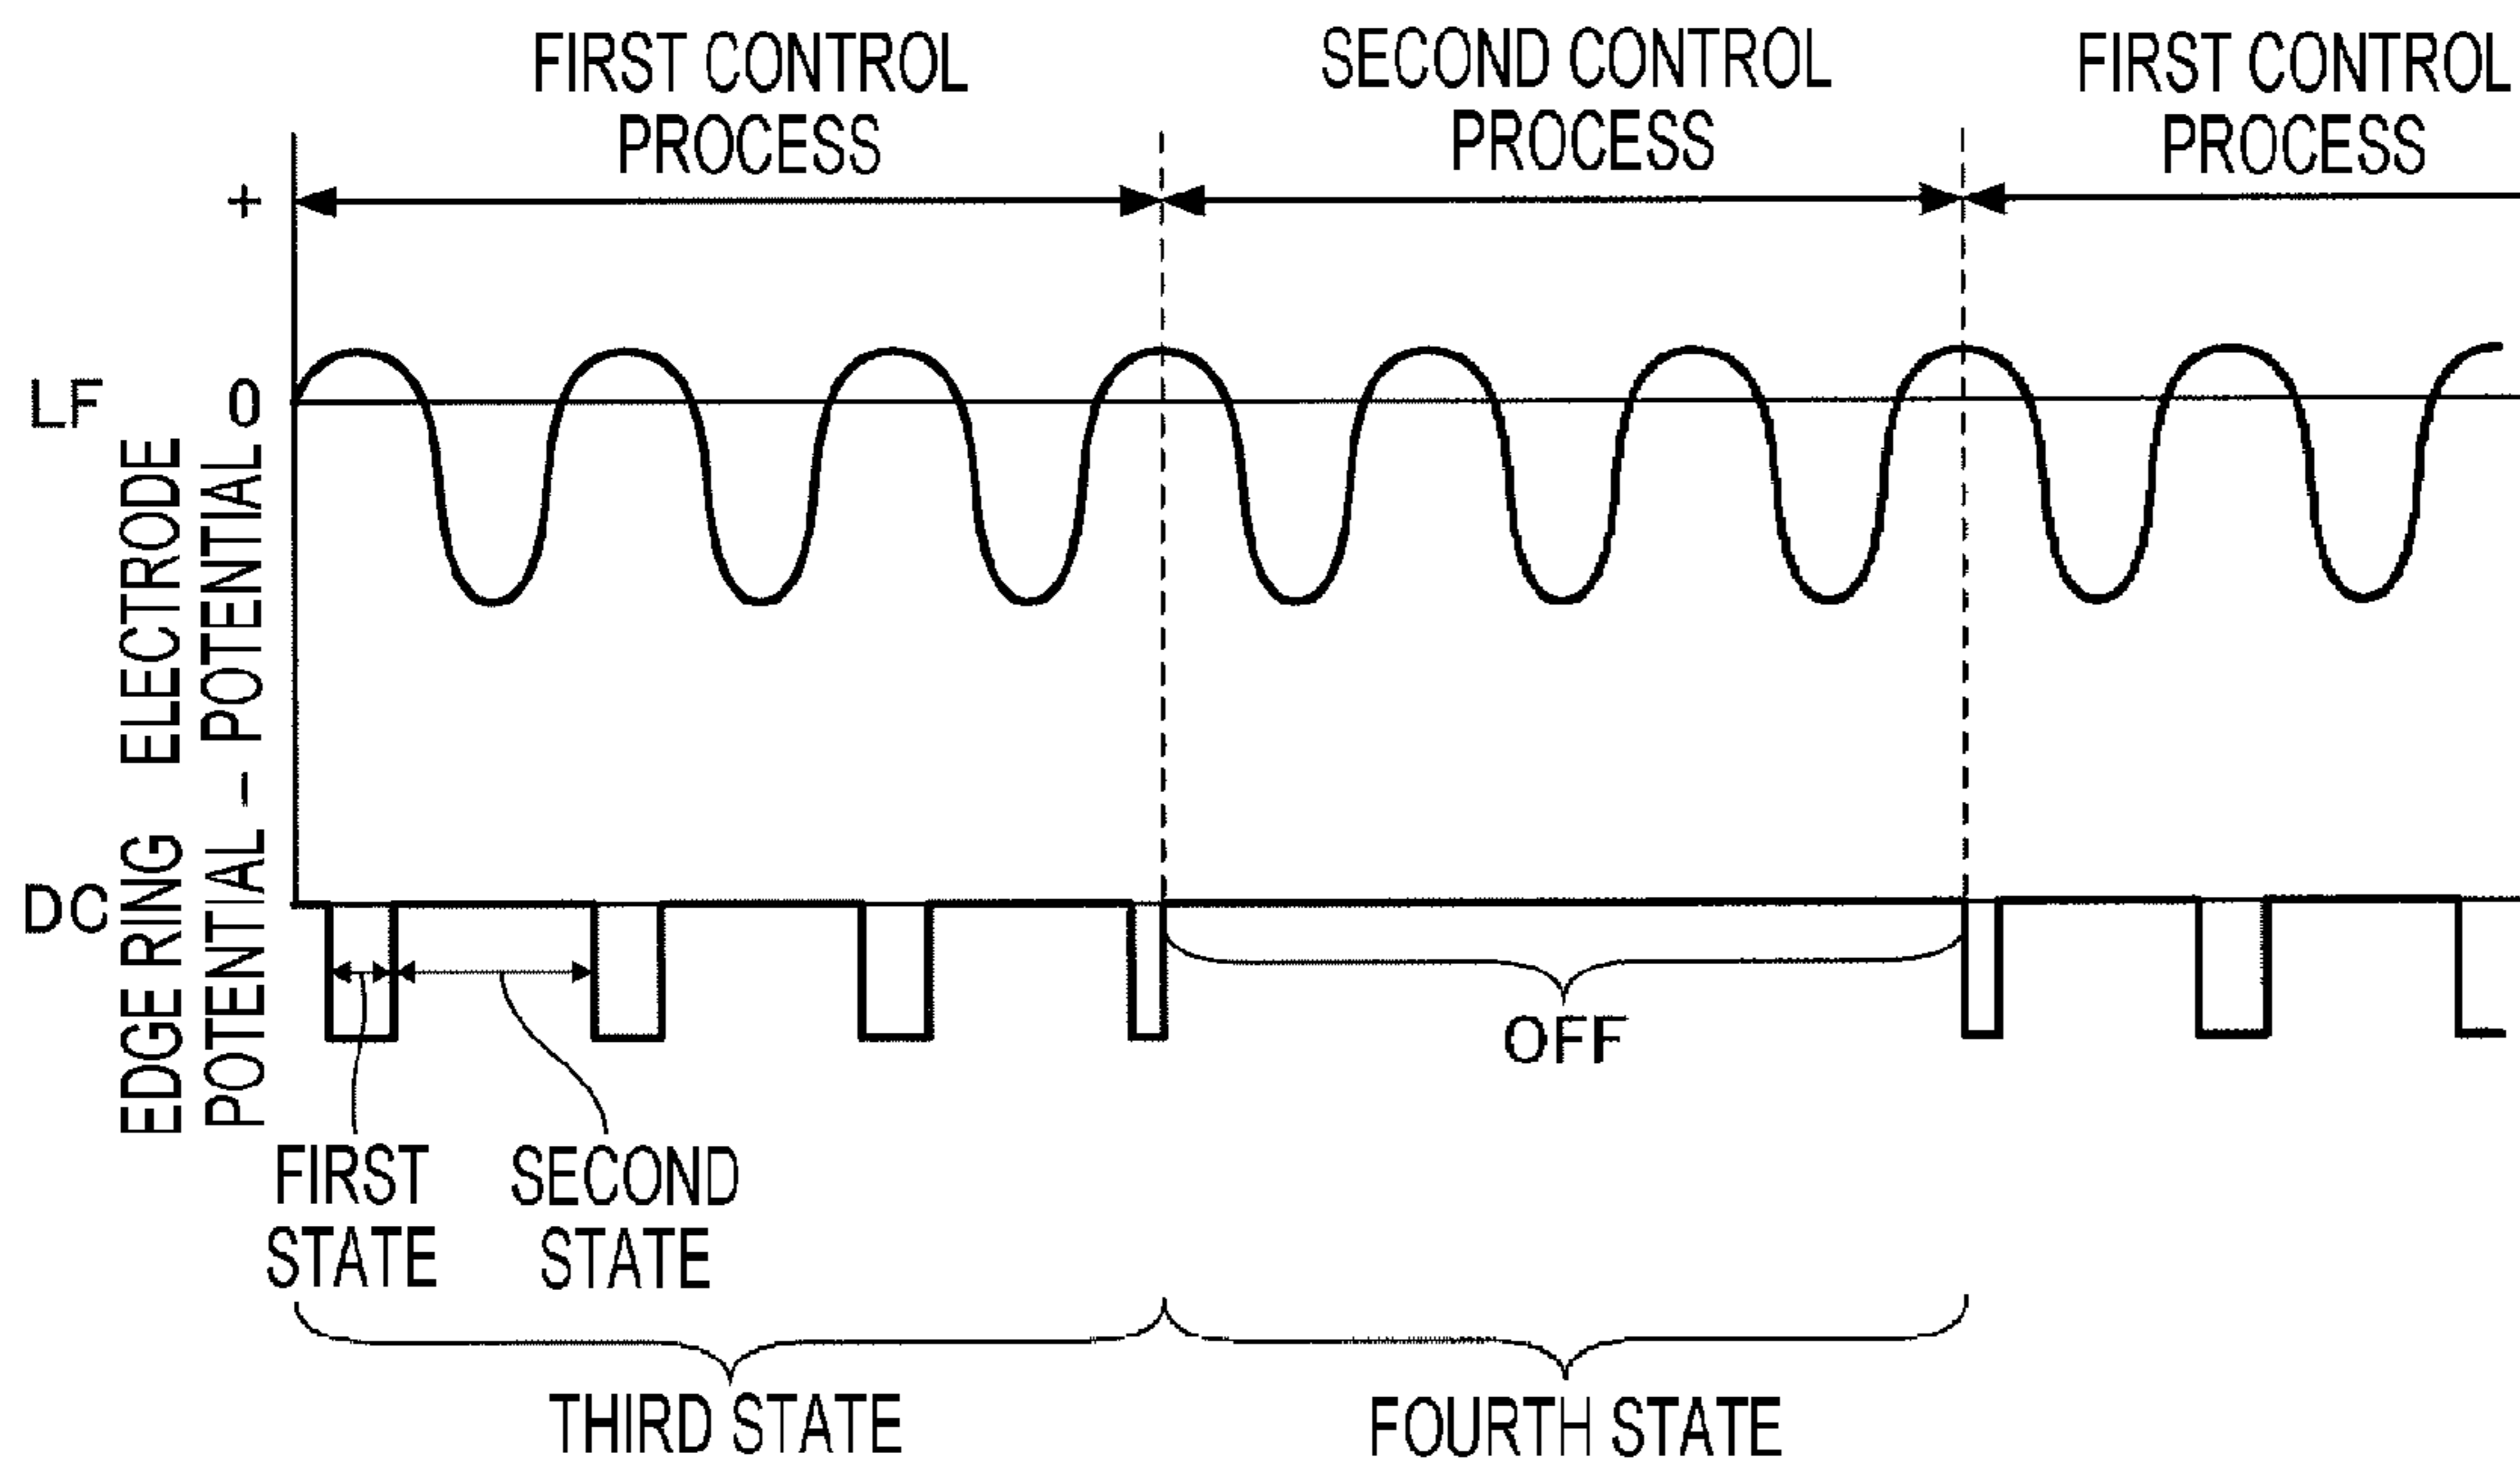 FIRST CONTROL
PROCESS
SECOND CONTROL
PROCESS
FIRST CONTROL
PROCESS
+
LF
0
ELECTRODE
POTENTIAL
–
EDGE RING
POTENTIAL
DC
OFF
FIRST
STATE
SECOND
STATE
THIRD STATE
FOURTH STATE